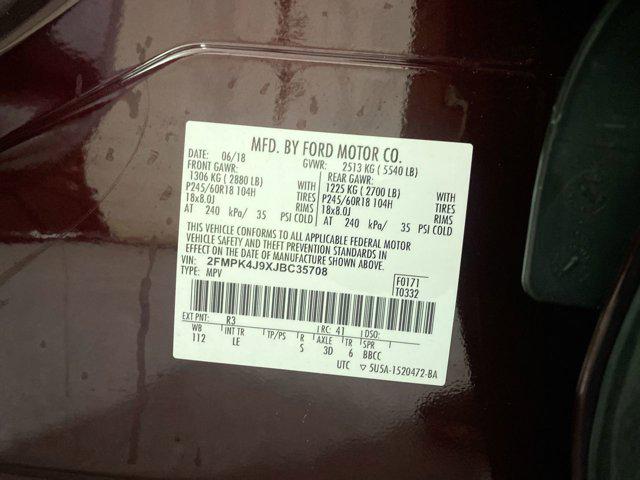 MFD. BY FORD MOTOR CO.
DATE: 06/18 GVWR: 2513 KG ( 5540 LB)
FRONT GAWR: REAR GAWR:
1306 KG ( 2880 LB) 1225 KG ( 2700 LB)
P245/60R18 104H TIRES P245/60R18 104H TIRES
18x8.0J RIMS 18x8.0J RIMS
AT 240 kPa/ 35 PSI COLD AT 240 kPa/ 35 PSI COLD
THIS VEHICLE CONFORMS TO ALL APPLICABLE FEDERAL MOTOR
VEHICLE SAFETY AND THEFT PREVENTION STANDARDS IN
EFFECT ON THE DATE OF MANUFACTURE SHOWN ABOVE.
VIN: 2FMPK4J9XJBC35708
TYPE: MPV
F0171
T0332
EXT PNT: R3 RC: 41 DSO:
WB INT TR TP/PS R AXLE TR SPR
112 LE S 3D 6 BBCC
UTC ▽ 5U5A-1520472-BA